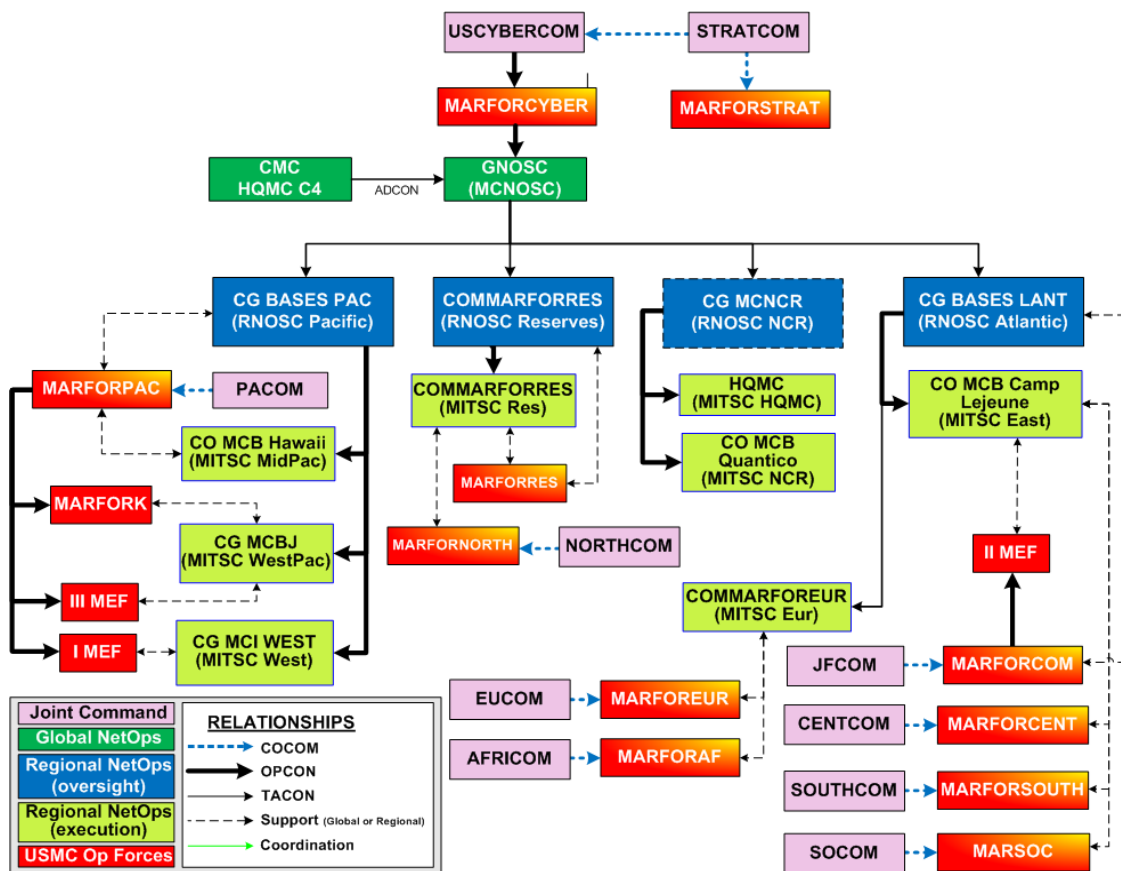 USCYBERCOM
STRATCOM
MARFORCYBER
MARFORSTRAT
CMC
HQMC C4
ADCON
GNOSC
(MCNOSC)
CG BASES PAC
(RNOSC Pacific)
COMMARFORRES
(RNOSC Reserves)
CG MCNCR
(RNOSC NCR)
CG BASES LANT
(RNOSC Atlantic)
MARFORPAC
PACOM
COMMARFORRES
(MITSC Res)
HQMC
(MITSC HQMC)
CO MCB Camp
Lejeune
(MITSC East)
CO MCB Hawaii
(MITSC MidPac)
CO MCB
Quantico
(MITSC NCR)
MARFORRES
MARFORK
CG MCBJ
(MITSC WestPac)
MARFORNORTH
NORTHCOM
II MEF
III MEF
COMMARFOREUR
(MITSC Eur)
I MEF
CG MCI WEST
(MITSC West)
JFCOM
MARFORCOM
EUCOM
MARFOREUR
CENTCOM
MARFORCENT
AFRICOM
MARFORAF
SOUTHCOM
MARFORSOUTH
SOCOM
MARSOC
Joint Command
Global NetOps
Regional NetOps
(oversight)
Regional NetOps
(execution)
USMC Op Forces
RELATIONSHIPS
COCOM
OPCON
TACON
Support (Global or Regional)
Coordination